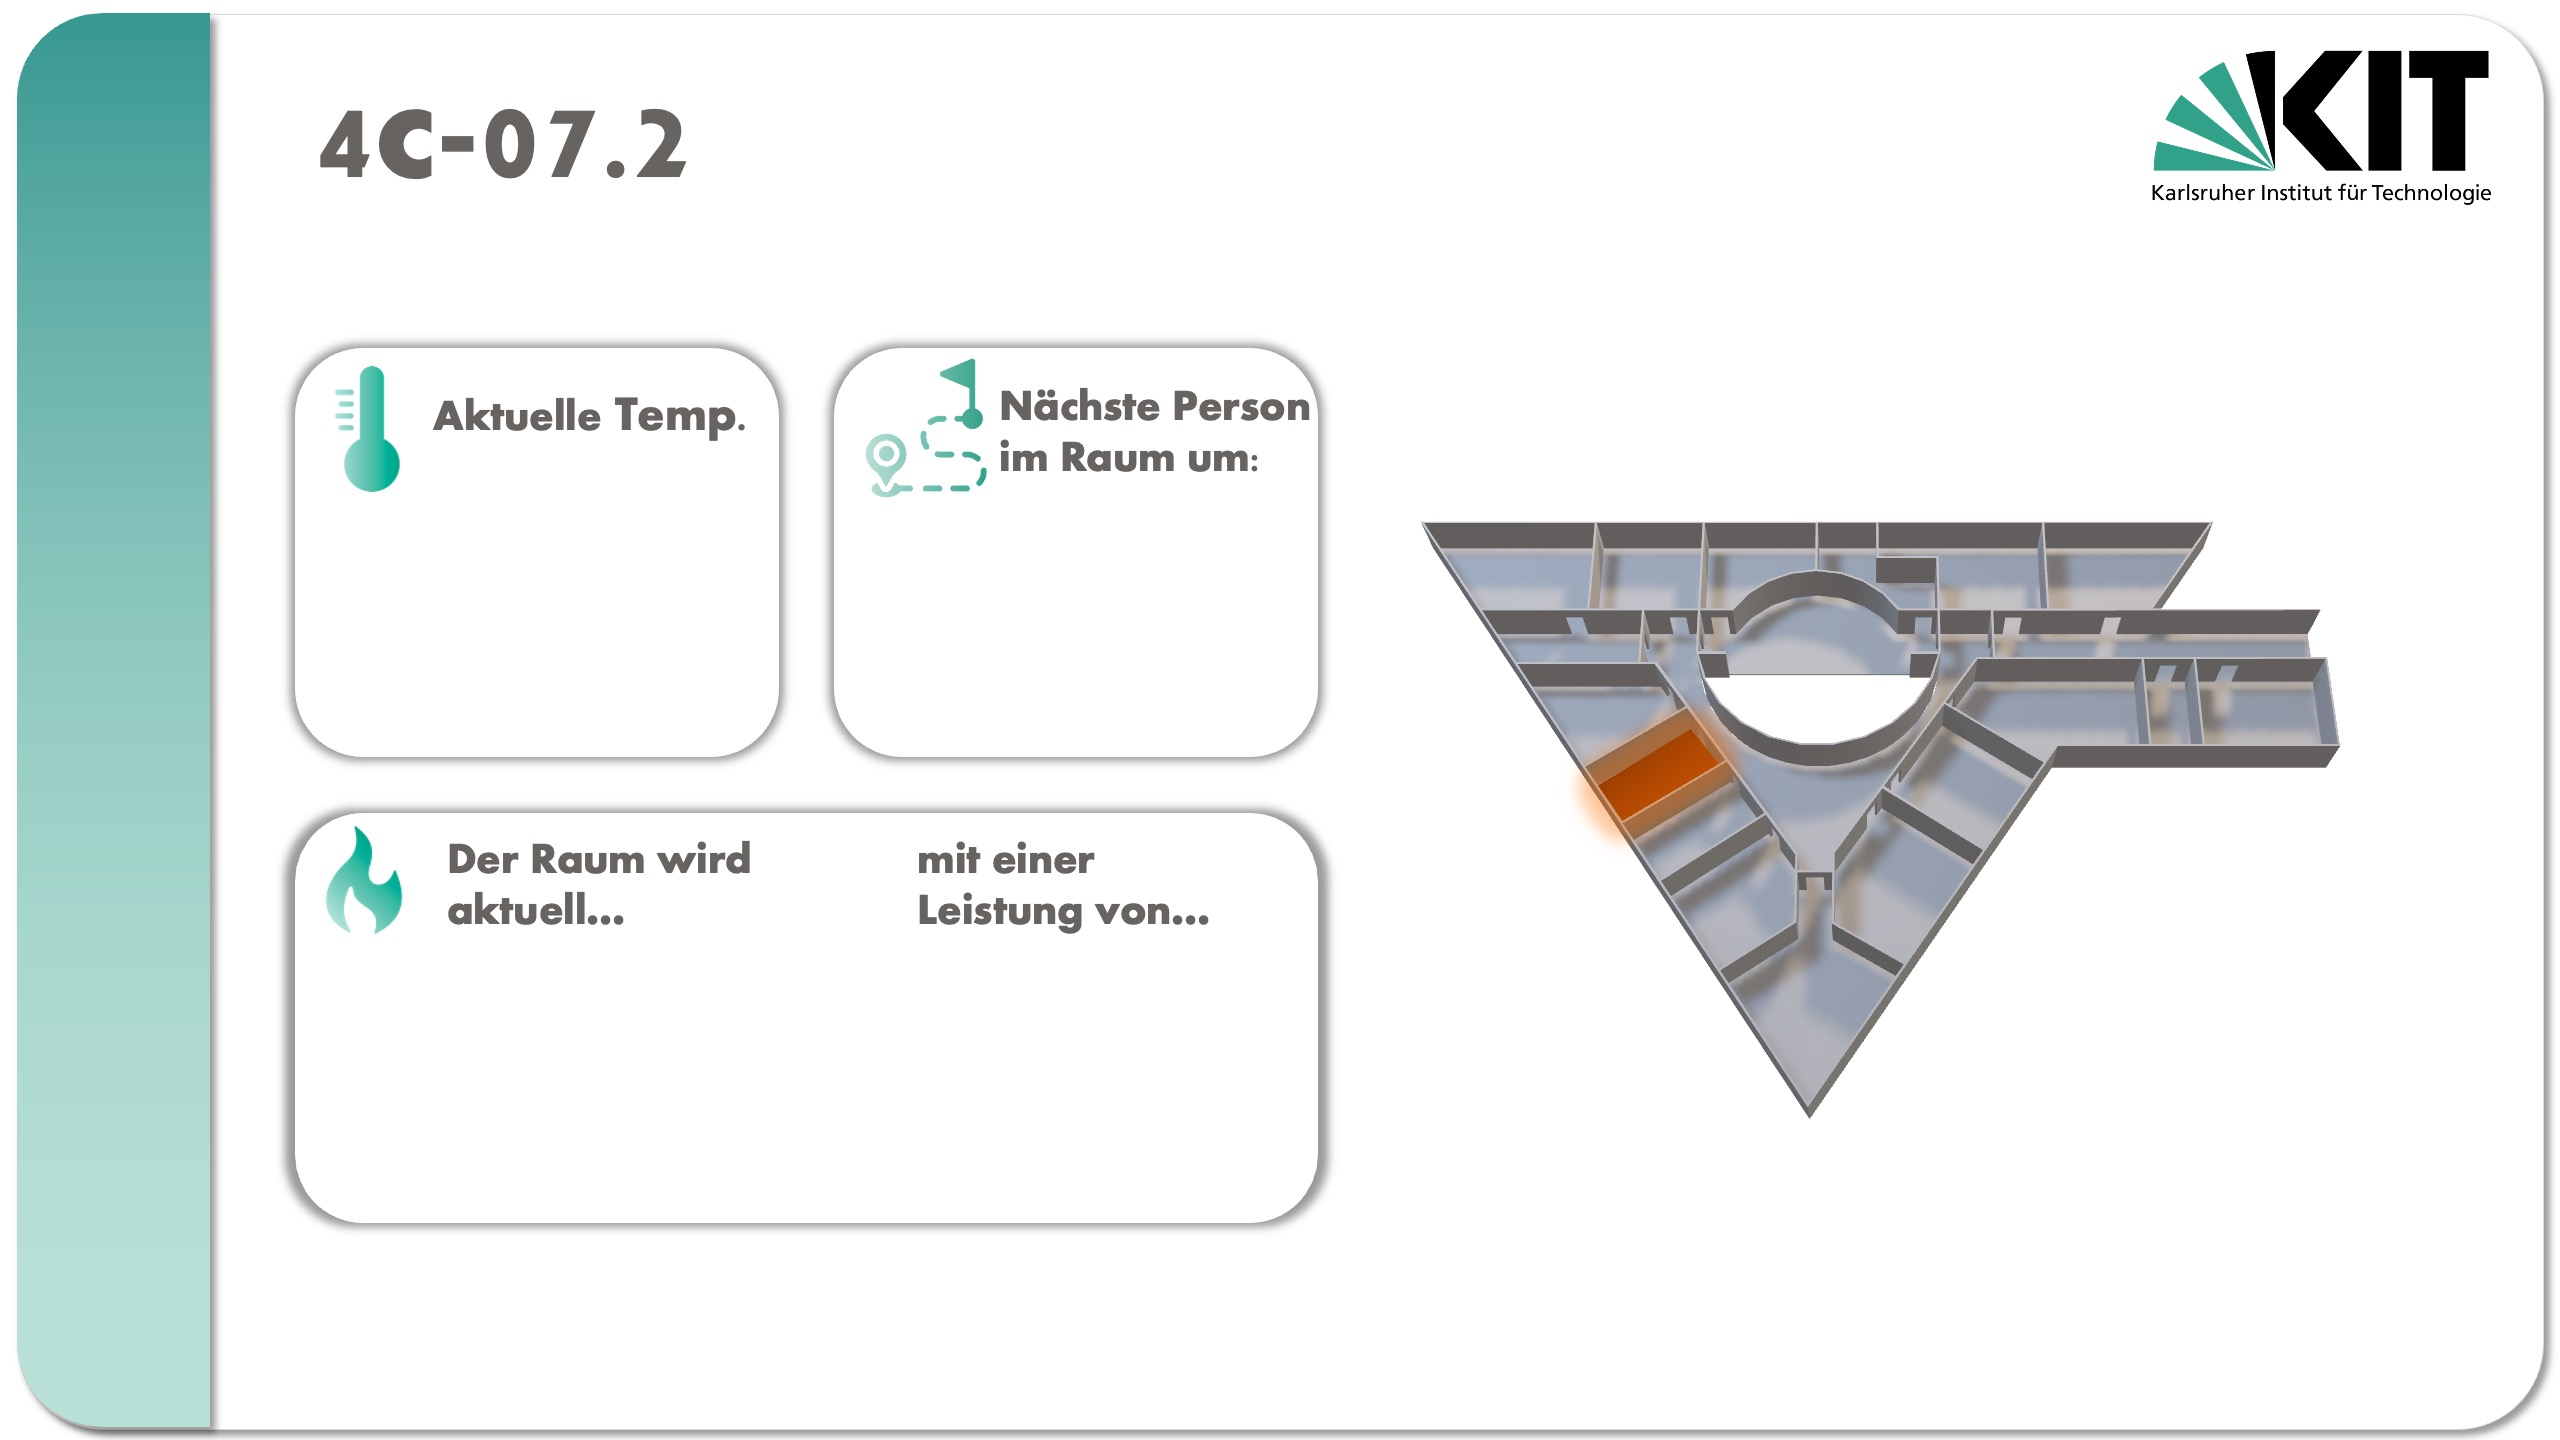 4C-07.2
KIT
Karlsruher Institut für Technologie
Aktuelle Temp.
Nächste Person
im Raum um:
Der Raum wird
aktuell...
mit einer
Leistung von...